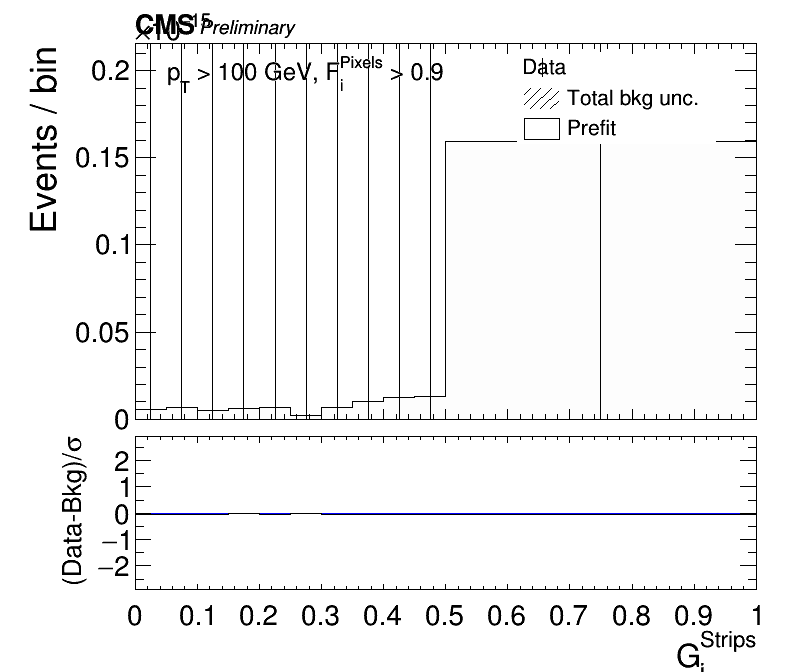 CMS Preliminary
×10^15
p_T > 100 GeV, F_i^Pixels > 0.9
Data
Total bkg unc.
Prefit
Events / bin
0.2
0.15
0.1
0.05
0
(Data-Bkg)/σ
2
1
0
−1
−2
0 0.1 0.2 0.3 0.4 0.5 0.6 0.7 0.8 0.9 1
G_i^Strips